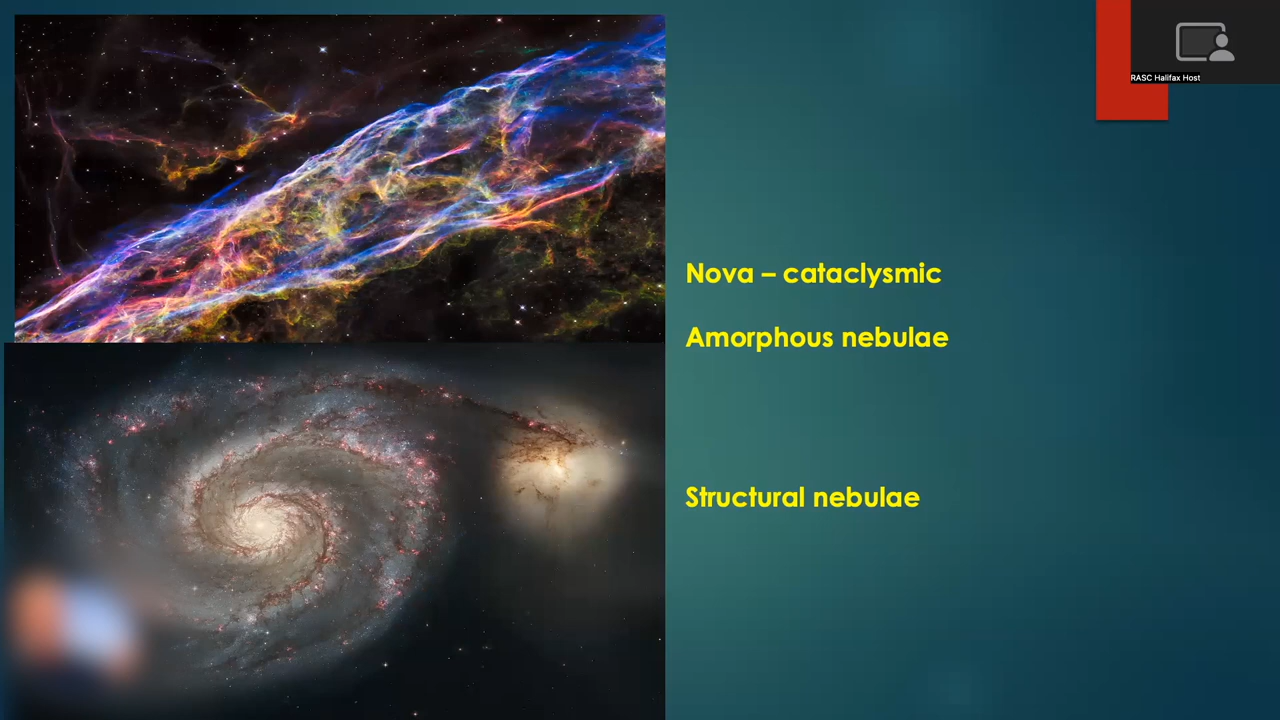 RASC Halifax Host
Nova – cataclysmic
Amorphous nebulae
Structural nebulae